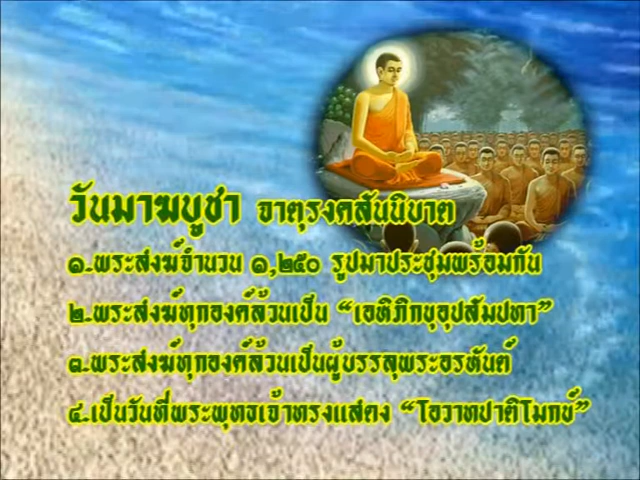 วันมาฆบูชา จาตุรงคสันนิบาต
๑.พระสงฆ์จำนวน ๑,๒๕๐ รูปมาประชุมพร้อมกัน
๒.พระสงฆ์ทุกองค์ล้วนเป็น “เอหิภิกขุอุปสัมปทา”
๓.พระสงฆ์ทุกองค์ล้วนเป็นผู้บรรลุพระอรหันต์
๔.เป็นวันที่พระพุทธเจ้าทรงแสดง “โอวาทปาติโมกข์”